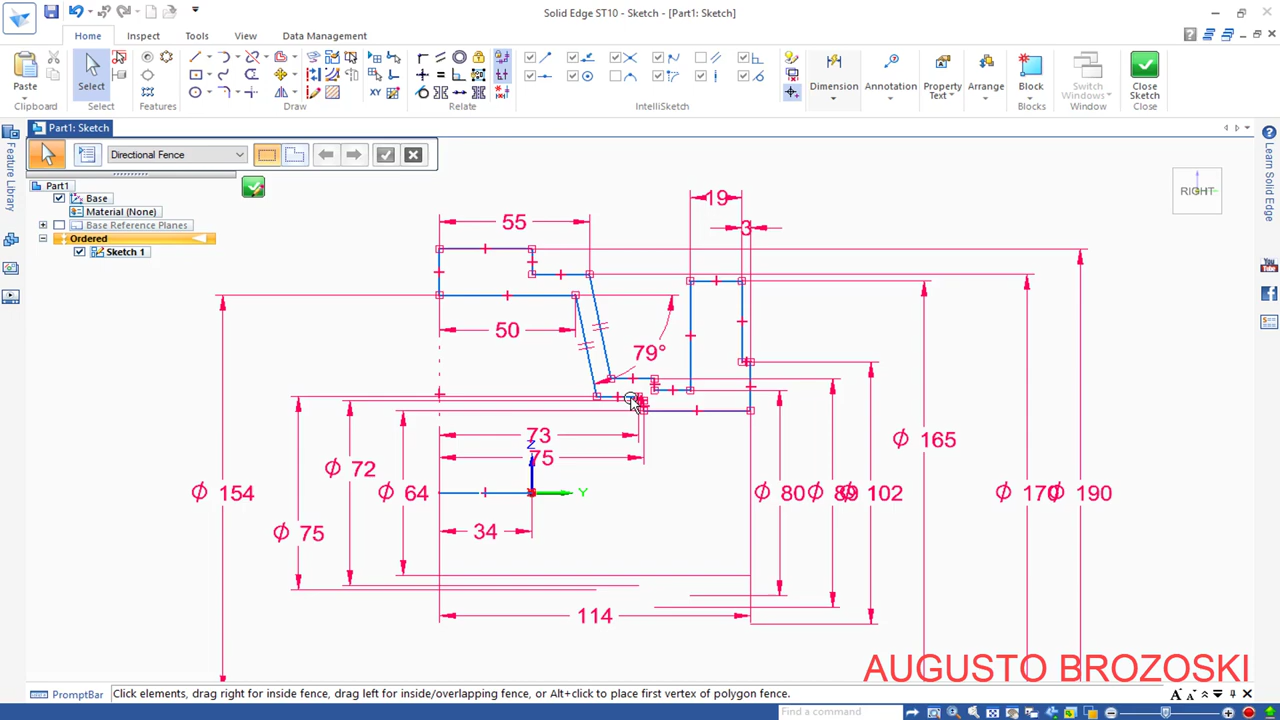 Solid Edge ST10 - Sketch - [Part1: Sketch]
Home Inspect Tools View Data Management
Paste
Select
Dimension
Annotation
Property Text
Arrange
Block
Switch Windows
Close Sketch
Clipboard Select Features Draw Relate IntelliSketch Blocks Window Close
Part1: Sketch
Directional Fence
Part1
Base
Material (None)
Base Reference Planes
Ordered
Sketch 1
Feature Library
Learn Solid Edge
You Tube
RIGHT
19
55
3
50
79°
73
Z
75
Y
34
114
ϕ 154
ϕ 72
ϕ 64
ϕ 75
ϕ 165
ϕ 80
ϕ 102
ϕ 170
ϕ 190
AUGUSTO BROZOSKI
PromptBar
Click elements, drag right for inside fence, drag left for inside/overlapping fence, or Alt+click to place first vertex of polygon fence.
Find a command